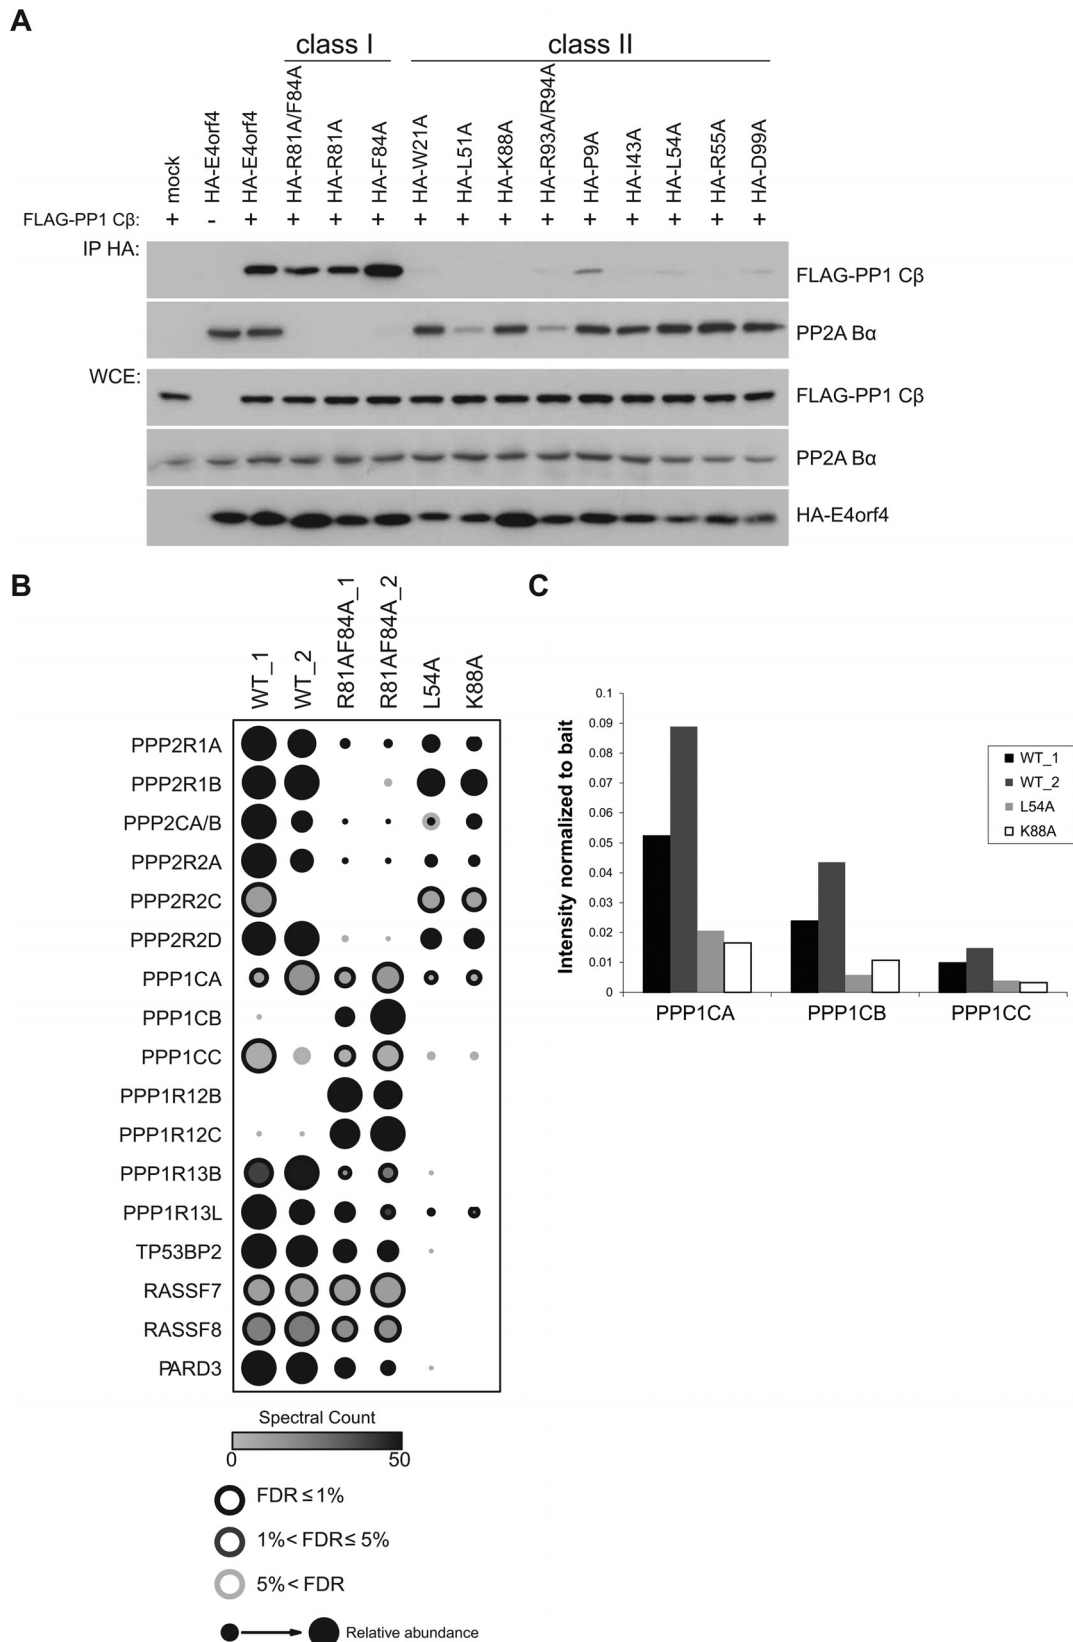 A
class I
class II
mock
HA-E4orf4
HA-E4orf4
HA-R81A/F84A
HA-R81A
HA-F84A
HA-W21A
HA-L51A
HA-K88A
HA-R93A/R94A
HA-P9A
HA-I43A
HA-L54A
HA-R55A
HA-D99A
FLAG-PP1 Cβ: + - + + + + + + + + + + + + +
IP HA:
FLAG-PP1 Cβ
PP2A Bα
WCE:
FLAG-PP1 Cβ
PP2A Bα
HA-E4orf4
B
WT_1
WT_2
R81AF84A_1
R81AF84A_2
L54A
K88A
PPP2R1A
PPP2R1B
PPP2CA/B
PPP2R2A
PPP2R2C
PPP2R2D
PPP1CA
PPP1CB
PPP1CC
PPP1R12B
PPP1R12C
PPP1R13B
PPP1R13L
TP53BP2
RASSF7
RASSF8
PARD3
Spectral Count
0 50
FDR ≤ 1%
1% < FDR ≤ 5%
5% < FDR
Relative abundance
C
Intensity normalized to bait
0.1
0.09
0.08
0.07
0.06
0.05
0.04
0.03
0.02
0.01
0
PPP1CA PPP1CB PPP1CC
WT_1
WT_2
L54A
K88A